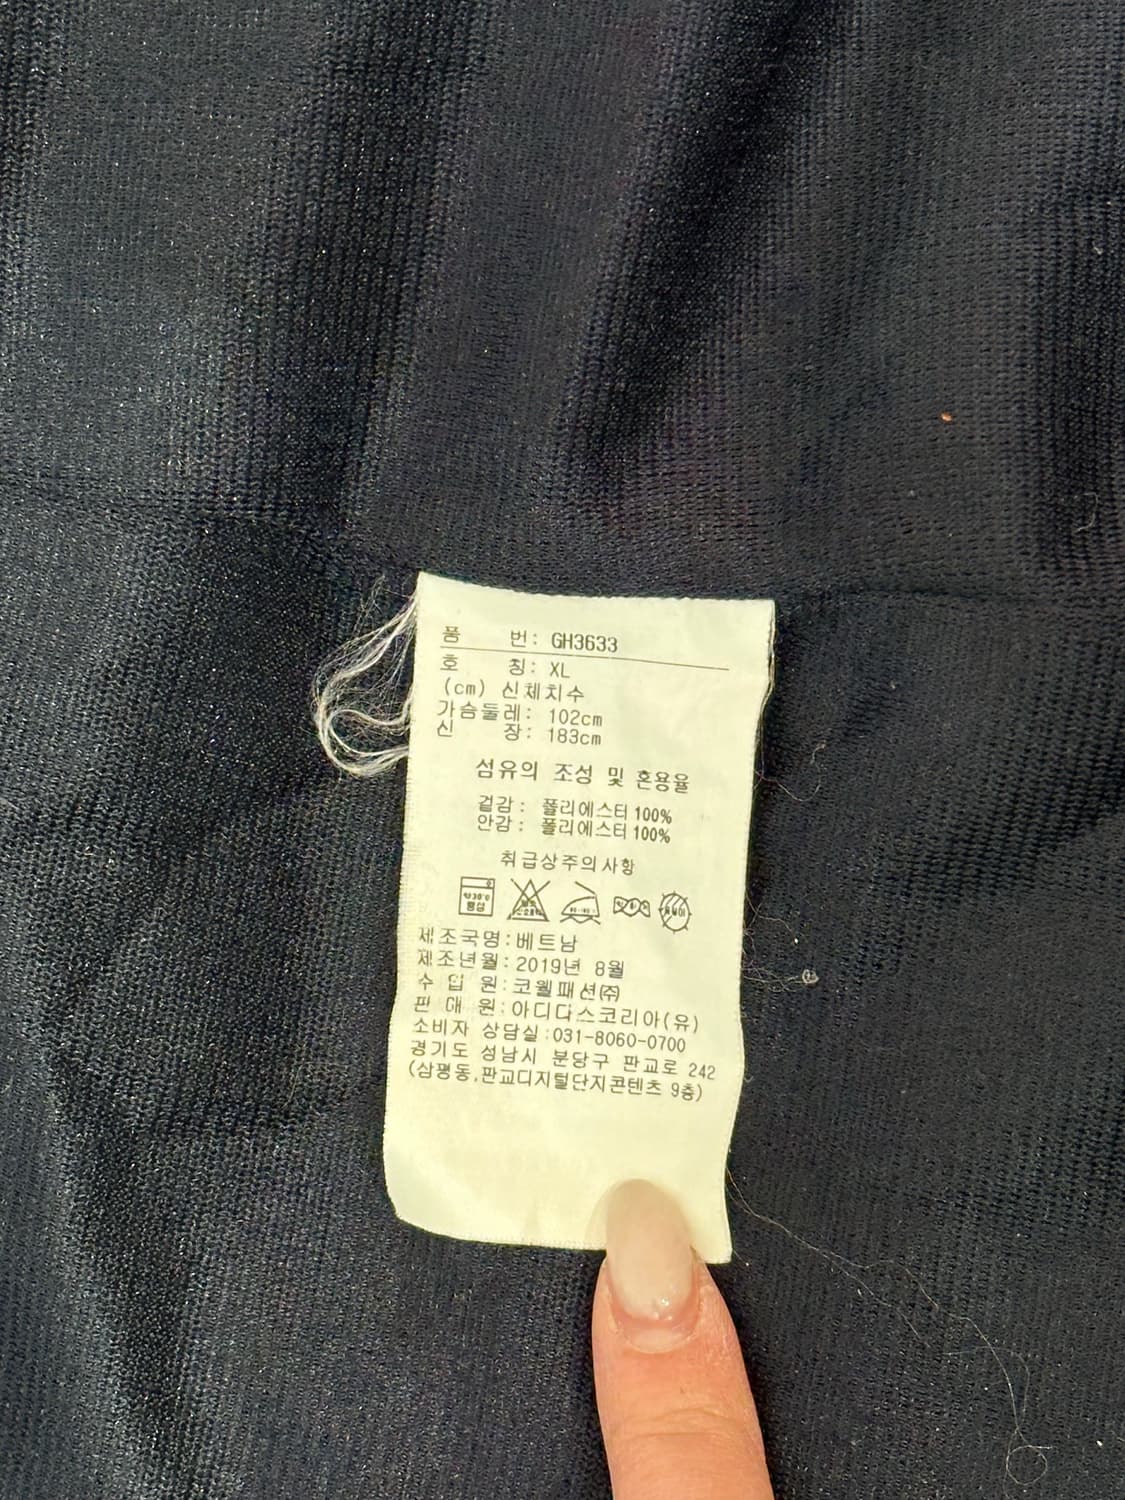 품 번: GH3633
호 칭: XL
(cm) 신체치수
가슴둘레: 102cm
신 장: 183cm
섬유의 조성 및 혼용율
겉감: 폴리에스터 100%
안감: 폴리에스터 100%
취급상주의사항
약30℃
중성
제조국명:베트남
제조년월:2019년 8월
수 입 원:코웰패션㈜
판 매 원:아디다스코리아(유)
소비자 상담실:031-8060-0700
경기도 성남시 분당구 판교로 242
(삼평동,판교디지털단지콘텐츠 9층)